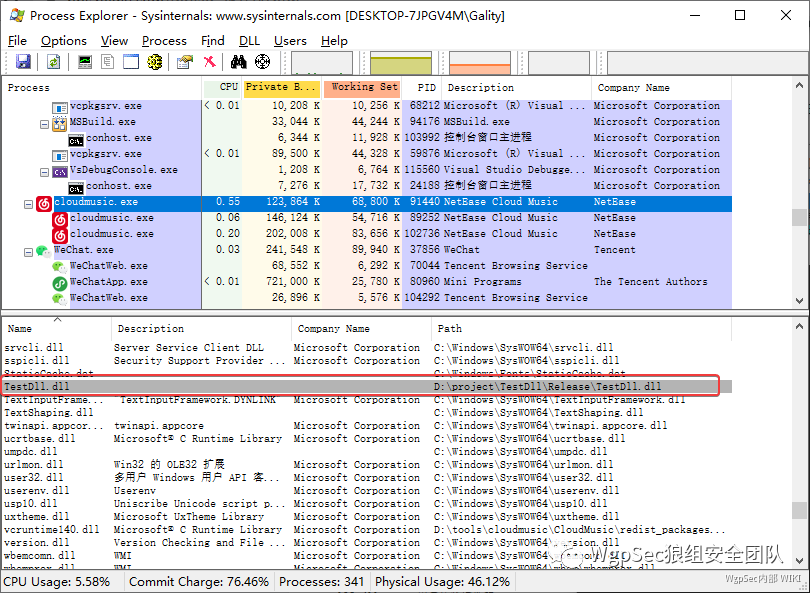 Process Explorer - Sysinternals: www.sysinternals.com [DESKTOP-7JPGV4M\Gality]
File Options View Process Find DLL Users Help
Process CPU Private B... Working Set PID Description Company Name
vcpkgsrv.exe < 0.01 10,208 K 10,256 K 68212 Microsoft (R) Visual ... Microsoft Corporation
MSBuild.exe 33,044 K 44,244 K 94176 MSBuild.exe Microsoft Corporation
conhost.exe 6,344 K 11,928 K 103992 控制台窗口主进程 Microsoft Corporation
vcpkgsrv.exe < 0.01 89,500 K 44,328 K 59876 Microsoft (R) Visual ... Microsoft Corporation
VsDebugConsole.exe 1,208 K 6,764 K 115560 Visual Studio Debugge... Microsoft Corporation
conhost.exe 7,276 K 17,732 K 24188 控制台窗口主进程 Microsoft Corporation
cloudmusic.exe 0.55 123,864 K 68,800 K 91440 NetBase Cloud Music NetBase
cloudmusic.exe 0.06 146,124 K 54,716 K 89252 NetBase Cloud Music NetBase
cloudmusic.exe 0.20 202,008 K 83,656 K 102736 NetBase Cloud Music NetBase
WeChat.exe 0.03 241,548 K 89,940 K 37856 WeChat Tencent
WeChatWeb.exe 68,552 K 6,292 K 70044 Tencent Browsing Service
WeChatApp.exe < 0.01 721,000 K 25,780 K 80960 Mini Programs The Tencent Authors
WeChatWeb.exe 26,896 K 5,576 K 104292 Tencent Browsing Service
Name Description Company Name Path
srvcli.dll Server Service Client DLL Microsoft Corporation C:\Windows\SysWOW64\srvcli.dll
sspicli.dll Security Support Provider ... Microsoft Corporation C:\Windows\SysWOW64\sspicli.dll
StaticCache.dat C:\Windows\Fonts\StaticCache.dat
TestDll.dll D:\project\TestDll\Release\TestDll.dll
TextInputFrame... "TextInputFramework.DYNLINK" Microsoft Corporation C:\Windows\SysWOW64\TextInputFramework.dll
TextShaping.dll C:\Windows\SysWOW64\TextShaping.dll
twinapi.appcor... twinapi.appcore Microsoft Corporation C:\Windows\SysWOW64\twinapi.appcore.dll
ucrtbase.dll Microsoft® C Runtime Library Microsoft Corporation C:\Windows\SysWOW64\ucrtbase.dll
umpdc.dll C:\Windows\SysWOW64\umpdc.dll
urlmon.dll Win32 的 OLE32 扩展 Microsoft Corporation C:\Windows\SysWOW64\urlmon.dll
user32.dll 多用户 Windows 用户 API 客... Microsoft Corporation C:\Windows\SysWOW64\user32.dll
userenv.dll Userenv Microsoft Corporation C:\Windows\SysWOW64\userenv.dll
usp10.dll Uniscribe Unicode script p... Microsoft Corporation C:\Windows\SysWOW64\usp10.dll
uxtheme.dll Microsoft UxTheme Library Microsoft Corporation C:\Windows\SysWOW64\uxtheme.dll
vcruntime140.dll Microsoft® C Runtime Library Microsoft Corporation D:\tools\cloudmusic\CloudMusic\redist_packages...
version.dll Version Checking and File ... Microsoft Corporation C:\Windows\SysWOW64\version.dll
wbemcomn.dll WMI Microsoft Corporation C:\Windows\SysWOW64\wbemcomn.dll
wbemprox.dll WMI Microsoft Corporation
WgpSec狼组安全团队
CPU Usage: 5.58% Commit Charge: 76.46% Processes: 341 Physical Usage: 46.12%
WgpSec内部 WIKI